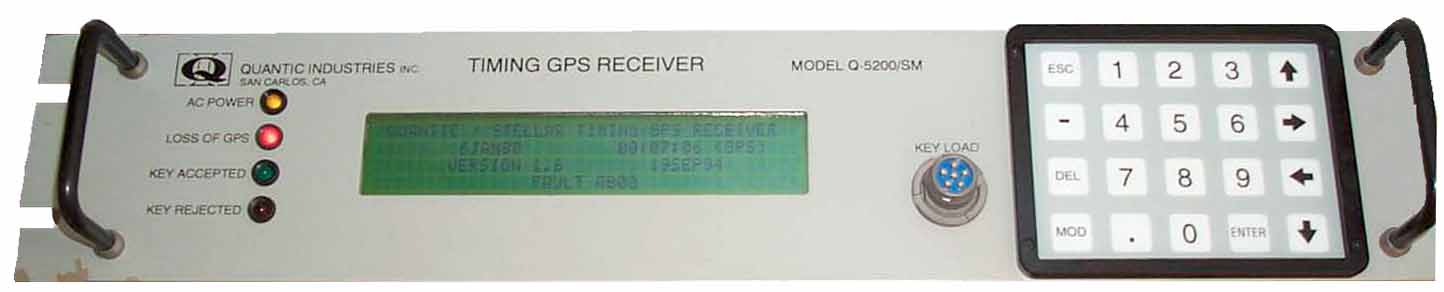 Q
QUANTIC INDUSTRIES INC.
SAN CARLOS, CA
TIMING GPS RECEIVER
MODEL Q-5200/SM
AC POWER
LOSS OF GPS
KEY ACCEPTED
KEY REJECTED
QUANTIC / STELLAR TIMING GPS RECEIVER
6JAN80 00:07:06 (GPS)
VERSION 1.6 19SEP94
FAULT AB00
KEY LOAD
ESC 1 2 3 ↑
- 4 5 6 →
DEL 7 8 9 ←
MOD . 0 ENTER ↓